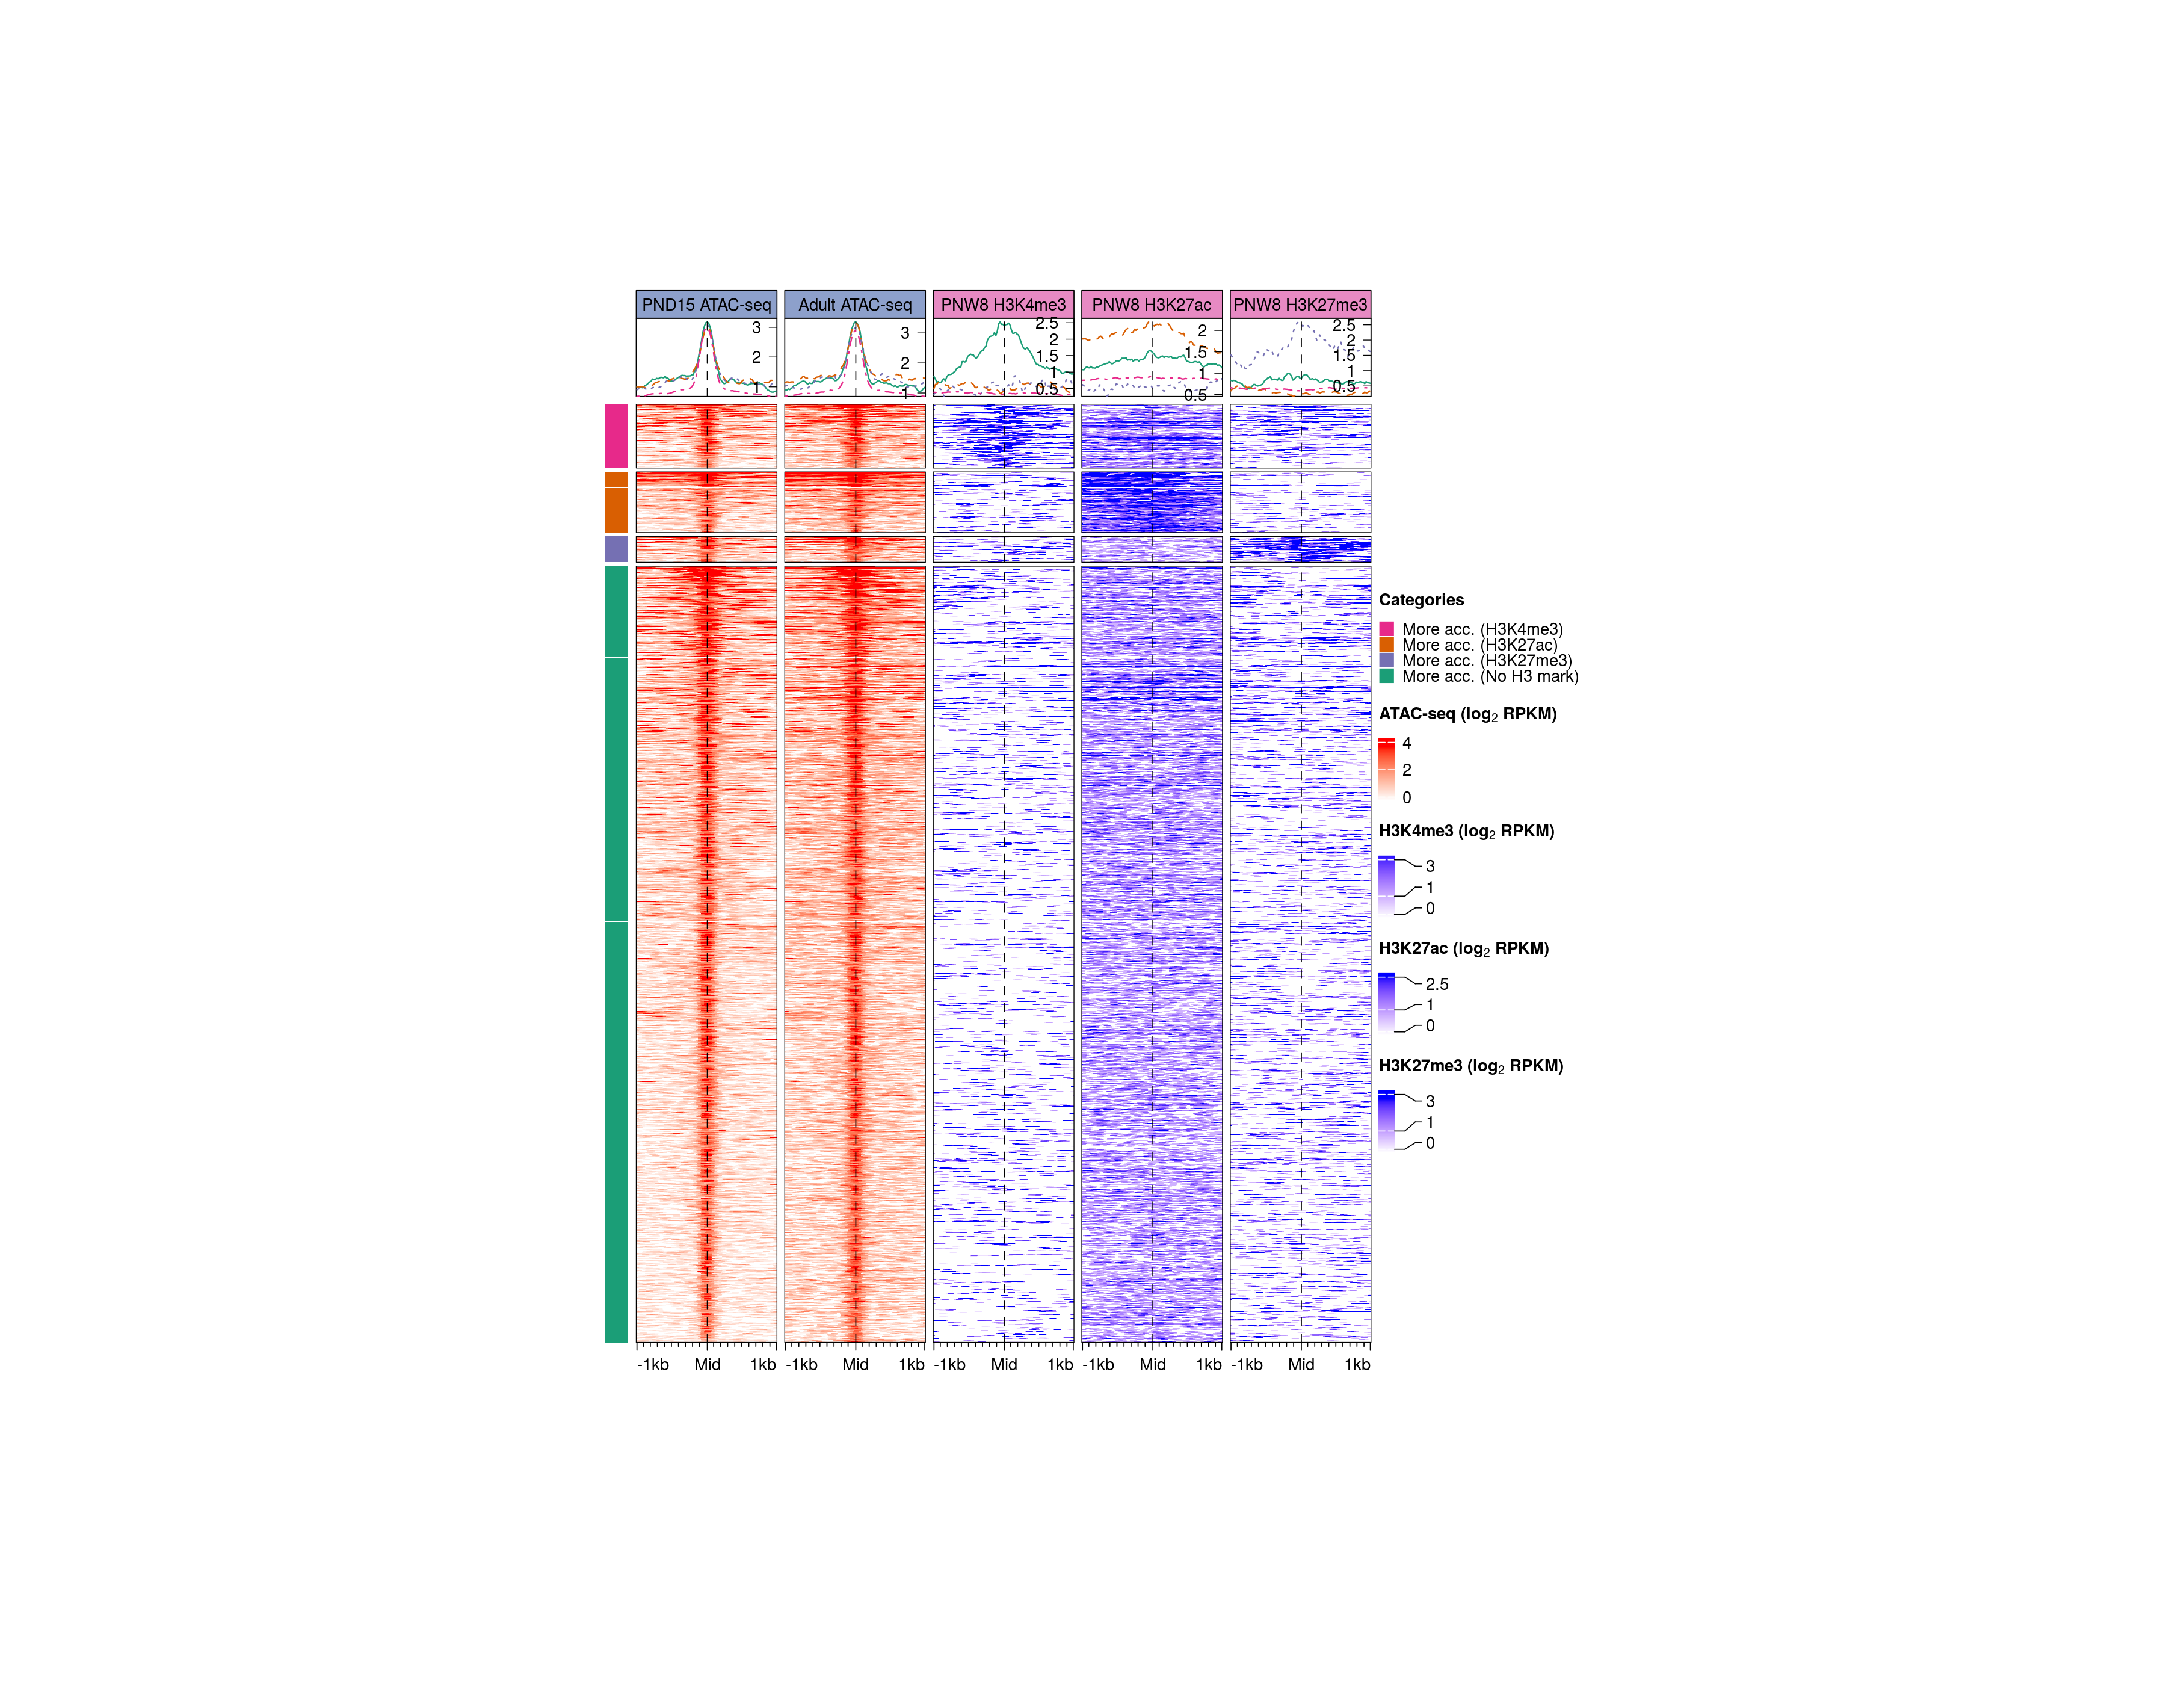 PND15 ATAC-seq
Adult ATAC-seq
PNW8 H3K4me3
PNW8 H3K27ac
PNW8 H3K27me3
3
2
1
3
2
1
2.5
2
1.5
1
0.5
2
1.5
1
0.5
2.5
2
1.5
1
0.5
Categories
More acc. (H3K4me3)
More acc. (H3K27ac)
More acc. (H3K27me3)
More acc. (No H3 mark)
ATAC-seq (log2 RPKM)
4
2
0
H3K4me3 (log2 RPKM)
3
1
0
H3K27ac (log2 RPKM)
2.5
1
0
H3K27me3 (log2 RPKM)
3
1
0
-1kb Mid 1kb
-1kb Mid 1kb
-1kb Mid 1kb
-1kb Mid 1kb
-1kb Mid 1kb